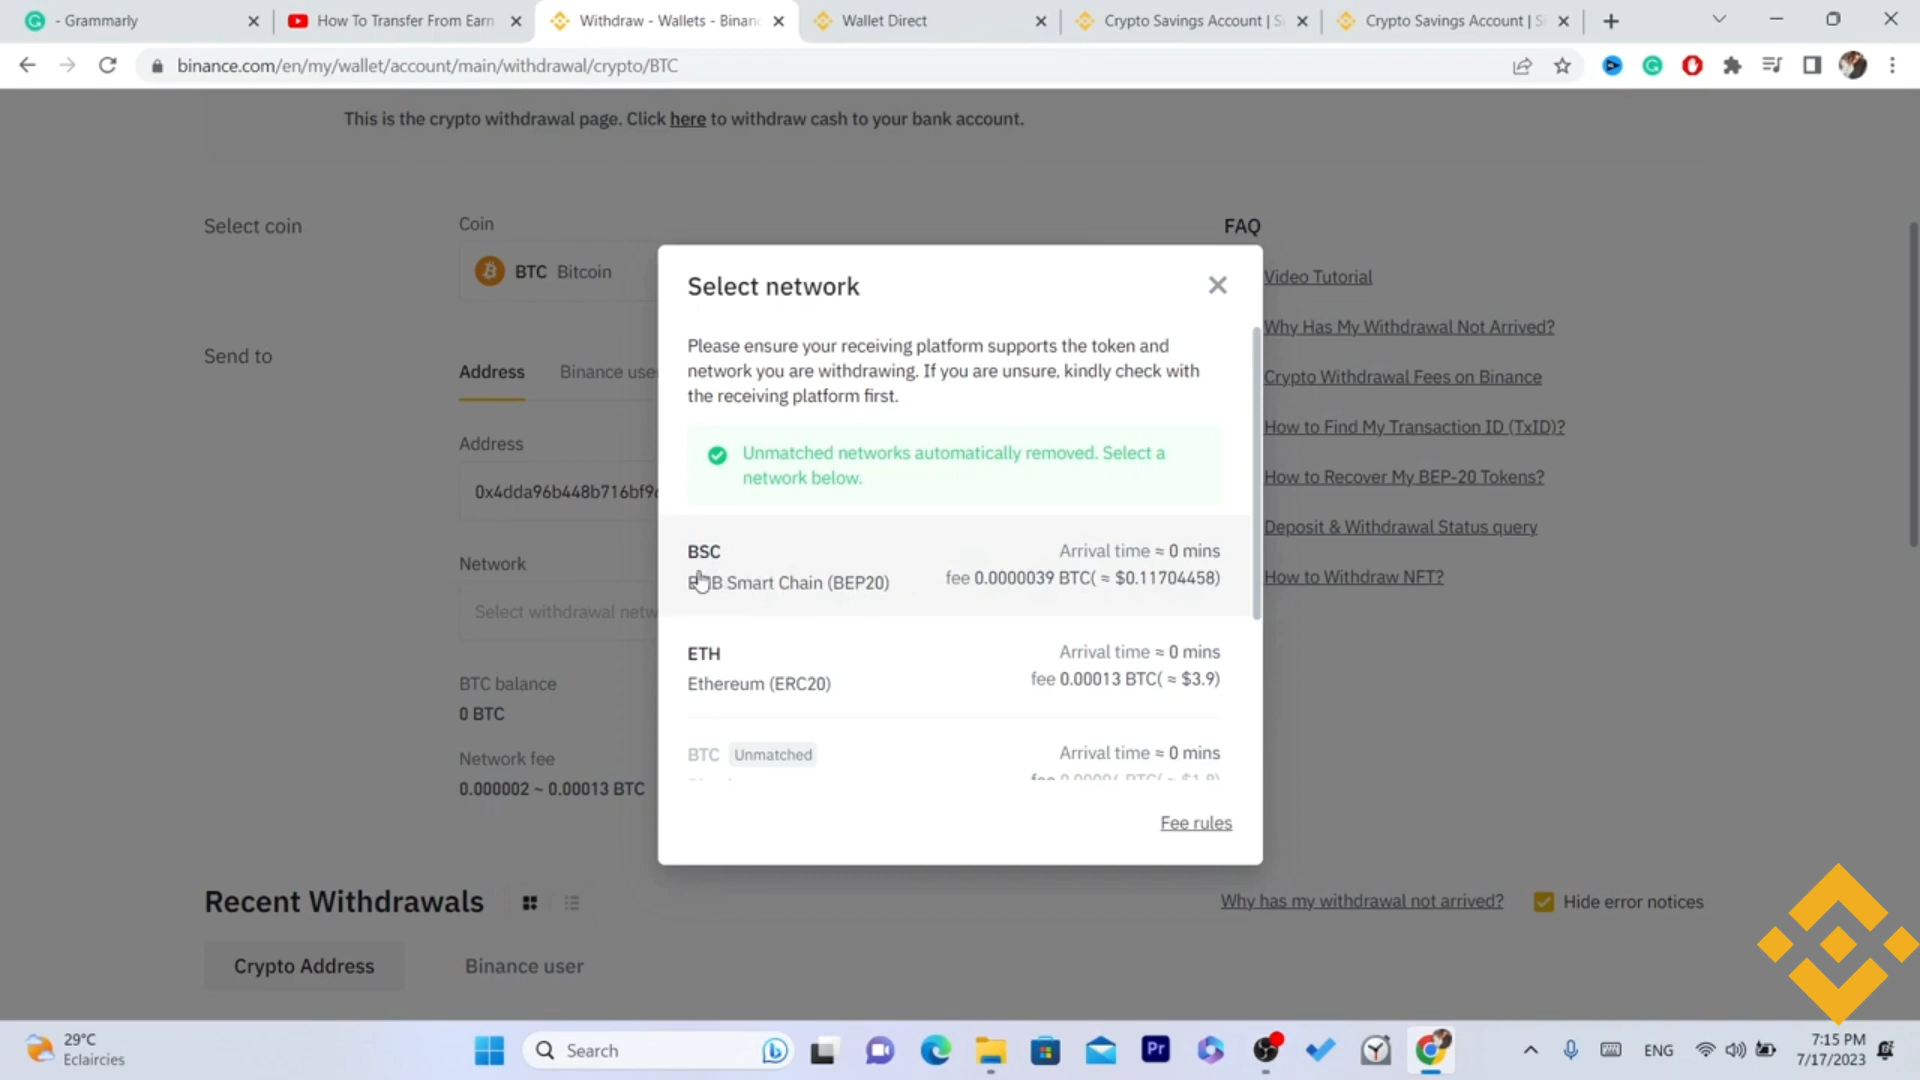 - Grammarly
How To Transfer From Earn
Withdraw - Wallets - Binanc
Wallet Direct
Crypto Savings Account | S
Crypto Savings Account | S
binance.com/en/my/wallet/account/main/withdrawal/crypto/BTC
This is the crypto withdrawal page. Click here to withdraw cash to your bank account.
Select coin
Coin
BTC Bitcoin
Send to
Address
Binance use
Address
0x4dda96b448b716bf9
Network
Select withdrawal netw
BTC balance
0 BTC
Network fee
0.000002 ~ 0.00013 BTC
Select network
Please ensure your receiving platform supports the token and
network you are withdrawing. If you are unsure, kindly check with
the receiving platform first.
Unmatched networks automatically removed. Select a
network below.
BSC
Arrival time ≈ 0 mins
Smart Chain (BEP20)
fee 0.0000039 BTC( ≈ $0.11704458)
ETH
Arrival time ≈ 0 mins
Ethereum (ERC20)
fee 0.00013 BTC( ≈ $3.9)
BTC Unmatched
Arrival time ≈ 0 mins
Fee rules
FAQ
Video Tutorial
Why Has My Withdrawal Not Arrived?
Crypto Withdrawal Fees on Binance
How to Find My Transaction ID (TxID)?
How to Recover My BEP-20 Tokens?
Deposit & Withdrawal Status query
How to Withdraw NFT?
Recent Withdrawals
Why has my withdrawal not arrived?
Hide error notices
Crypto Address
Binance user
29°C
Eclaircies
Search
Pr
ENG
7:15 PM
7/17/2023